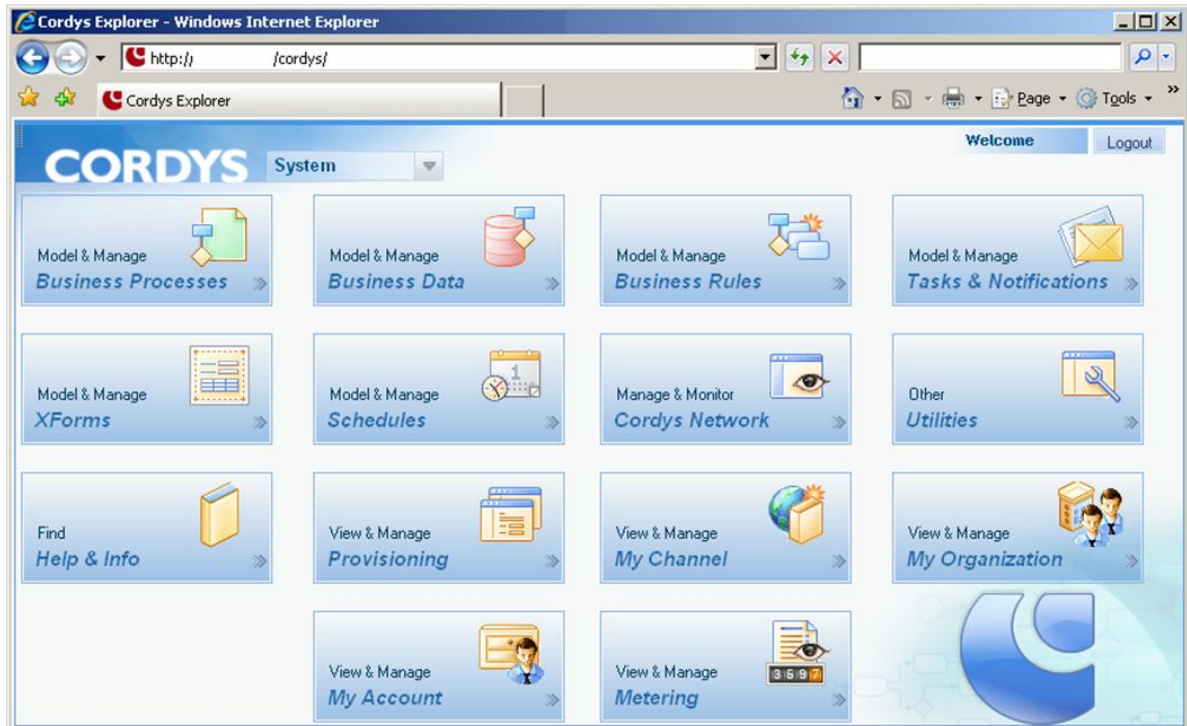 Cordys Explorer - Windows Internet Explorer
http:// /cordys/
Cordys Explorer
Page Tools
Welcome Logout
CORDYS System
Model & Manage
Business Processes
Model & Manage
Business Data
Model & Manage
Business Rules
Model & Manage
Tasks & Notifications
Model & Manage
XForms
Model & Manage
Schedules
1
Manage & Monitor
Cordys Network
Other
Utilities
Find
Help & Info
View & Manage
Provisioning
View & Manage
My Channel
View & Manage
My Organization
View & Manage
My Account
View & Manage
Metering
3597